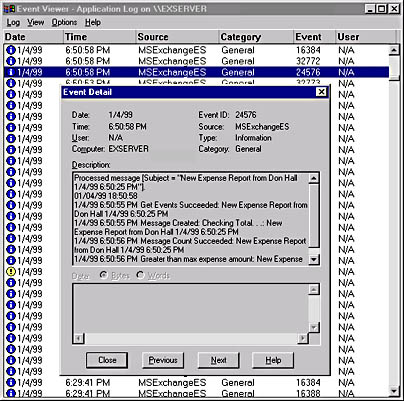 Event Viewer - Application Log on \\EXSERVER
Log View Options Help
Date Time Source Category Event User
1/4/99 6:50:58 PM MSExchangeES General 16384 N/A
1/4/99 6:50:58 PM MSExchangeES General 32772 N/A
1/4/99 6:50:58 PM MSExchangeES General 24576 N/A
1/4/99 6:50:53 PM MSExchangeES General 32772 N/A
1/4/99 N/A
Event Detail
1/4/99 N/A
Date: 1/4/99 Event ID: 24576
Time: 6:50:58 PM Source: MSExchangeES
User: N/A Type: Information
Computer: EXSERVER Category: General
Description:
Processed message [Subject = "New Expense Report from Don Hall
1/4/99 6:50:25 PM"].
01/04/99 18:50:58
1/4/99 6:50:55 PM Get Events Succeeded: New Expense Report from
Don Hall 1/4/99 6:50:25 PM
1/4/99 6:50:55 PM Message Created: Checking Total. . .: New
Expense Report from Don Hall 1/4/99 6:50:25 PM
1/4/99 6:50:56 PM Message Count Succeeded: New Expense Report from
Don Hall 1/4/99 6:50:25 PM
1/4/99 6:50:56 PM Greater than max expense amount: New Expense
Data: Bytes Words
Close Previous Next Help
1/4/99 6:29:41 PM MSExchangeES General 16384 N/A
1/4/99 6:29:41 PM MSExchangeES General 16388 N/A